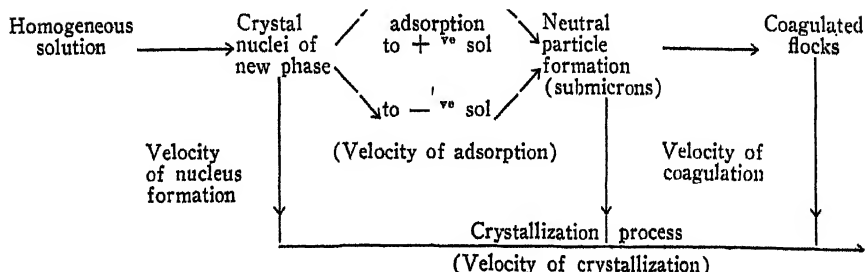 Homogeneous
solution
Crystal
nuclei of
new phase
adsorption
to + ve sol
to — ve sol
(Velocity of adsorption)
Neutral
particle
formation
(submicrons)
Coagulated
flocks
Velocity
of nucleus
formation
Velocity of
coagulation
Crystallization process
(Velocity of crystallization)